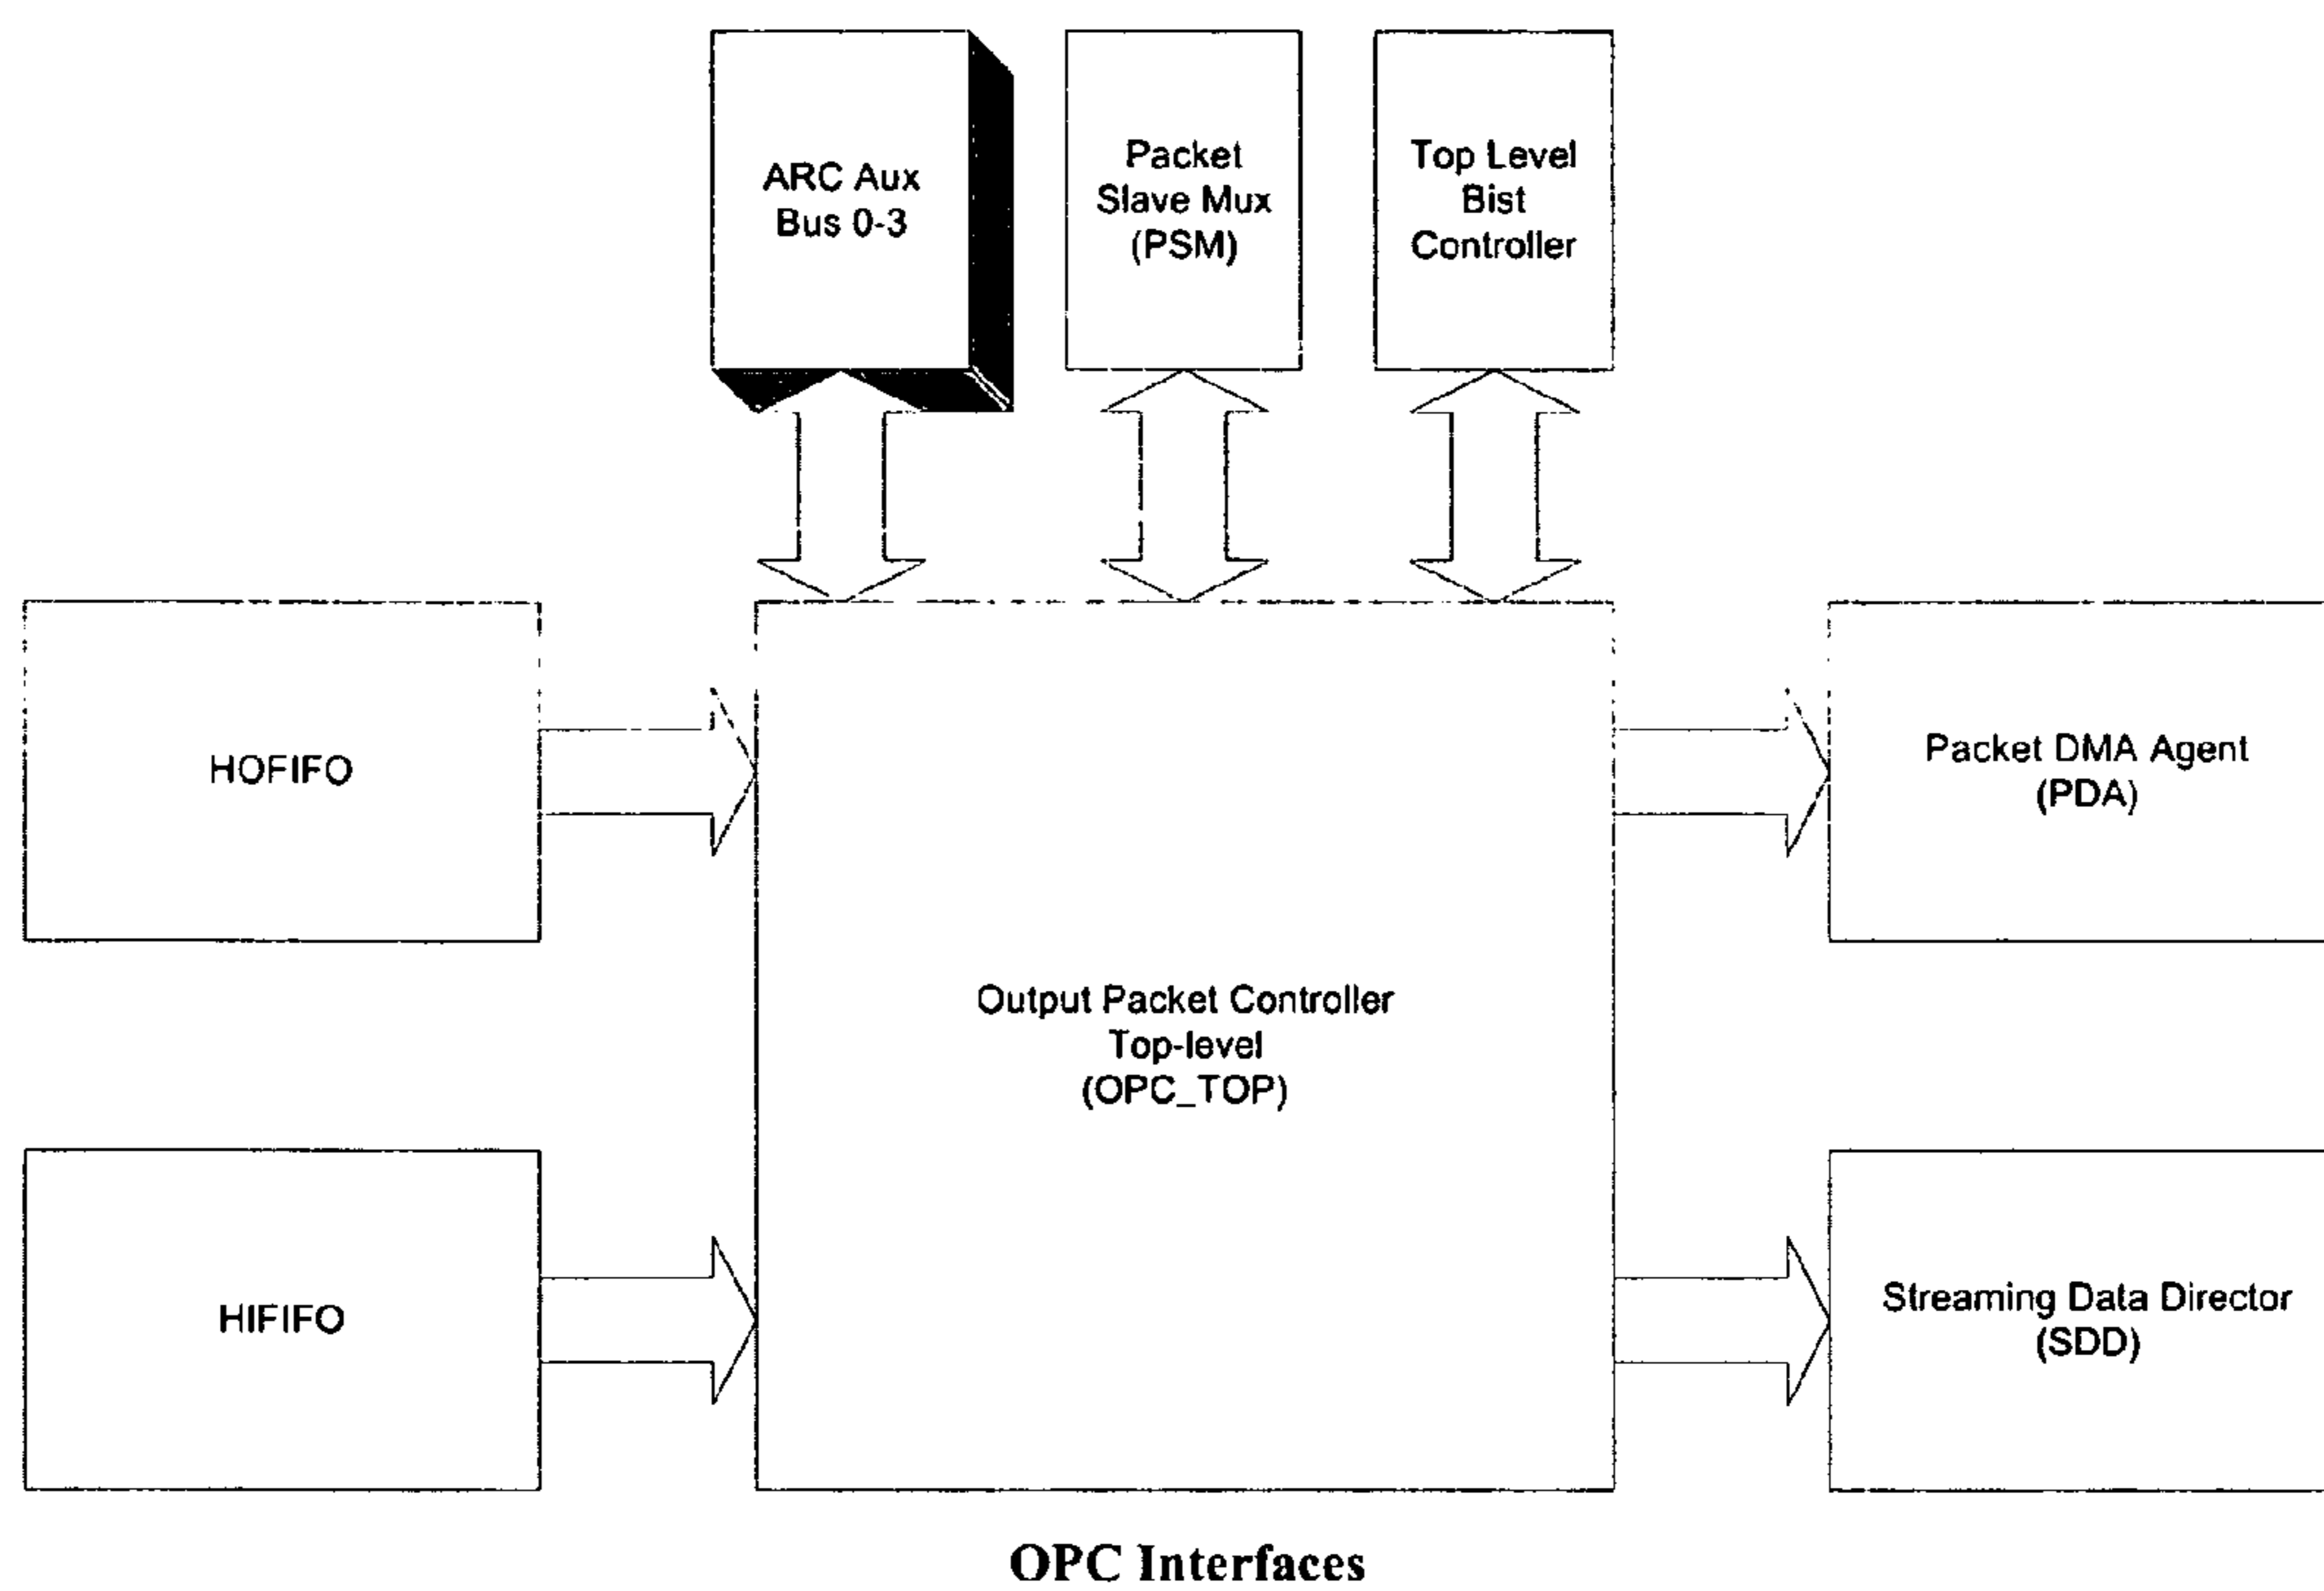 ARC Aux
Bus 0-3
Packet
Slave Mux
(PSM)
Top Level
Bist
Controller
HOFIFO
Packet DMA Agent
(PDA)
Output Packet Controller
Top-level
(OPC_TOP)
HIFIFO
Streaming Data Director
(SDD)
OPC Interfaces